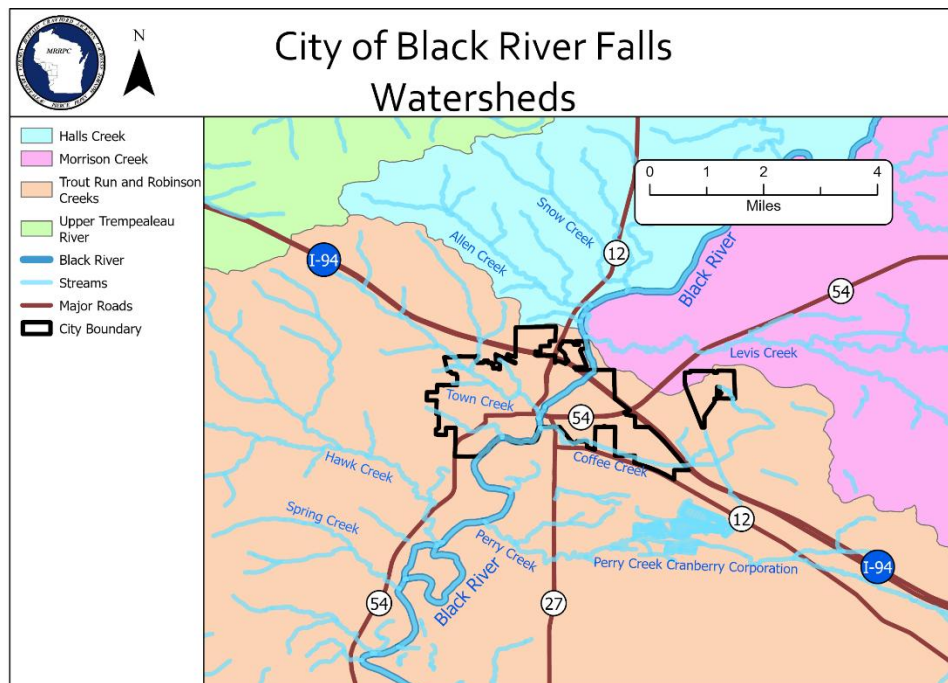 MRRPC
N
City of Black River Falls
Watersheds
Halls Creek
Morrison Creek
Trout Run and Robinson
Creeks
Upper Trempealeau
River
Black River
Streams
Major Roads
City Boundary
0 1 2 4
Miles
Snow Creek
Allen Creek
12
I-94
Black River
54
Levis Creek
Town Creek
54
Coffee Creek
Hawk Creek
Spring Creek
12
Perry Creek
Perry Creek Cranberry Corporation
I-94
Black River
54
27